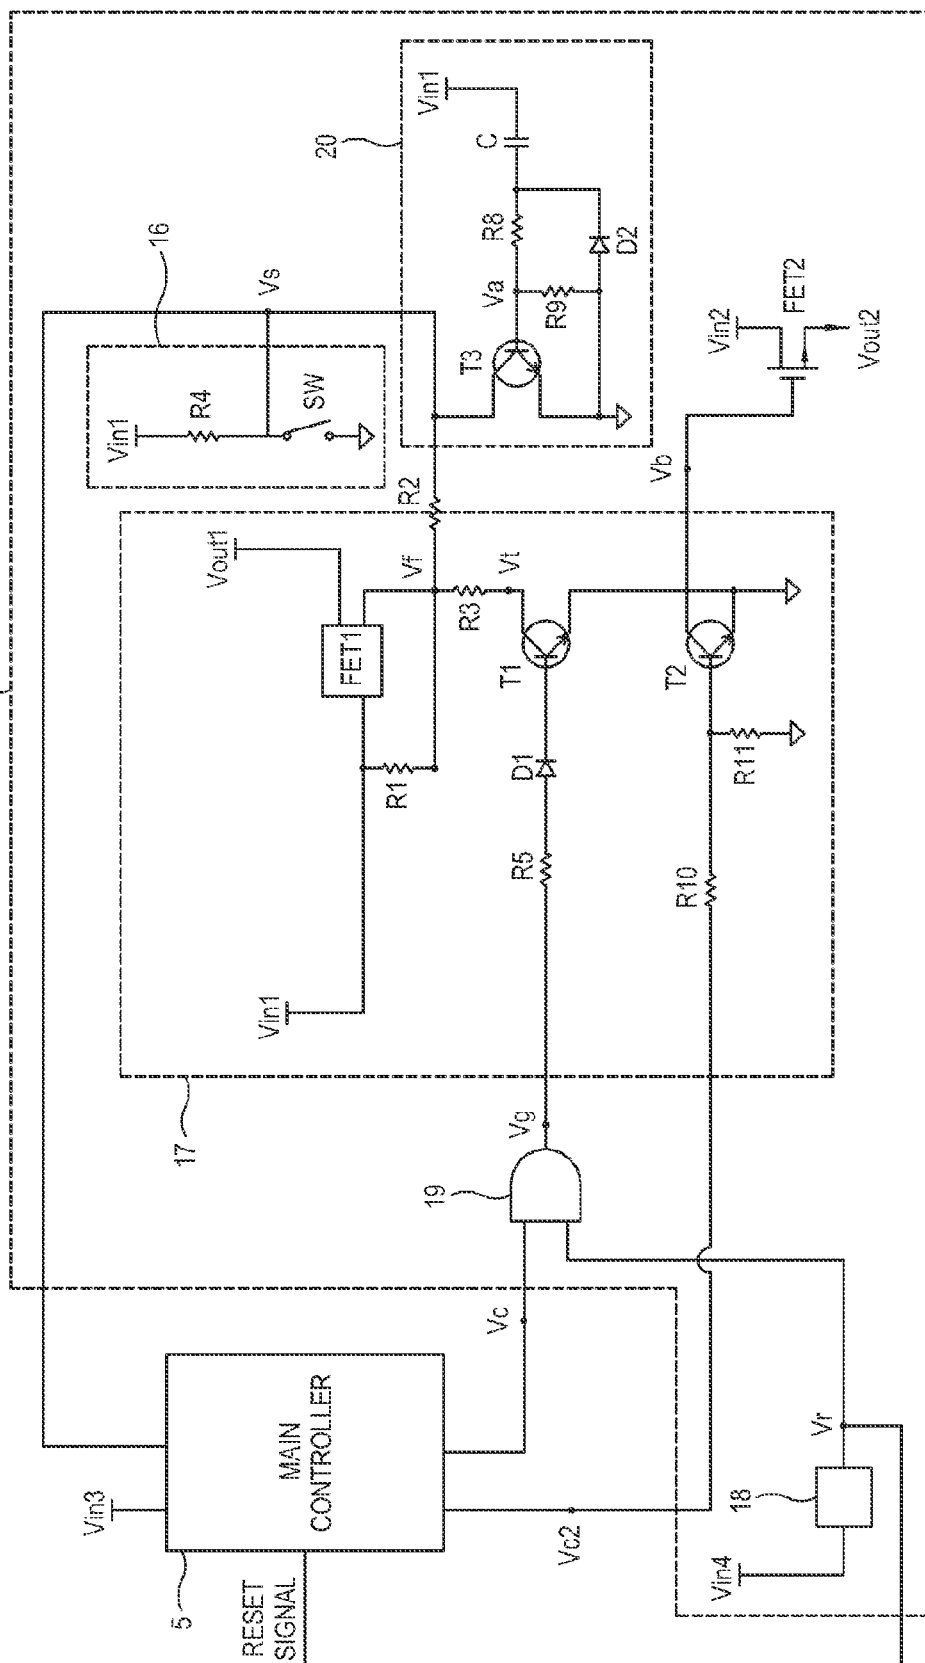 20
Vin1
C
R8
Va
R9
D2
T3
16
Vs
Vin1
R4
SW
R2
Vin2
FET2
Vout2
Vb
Vout1
Vf
FET1
R3
Vt
T1
T2
R1
D1
R11
R5
R10
Vin1
17
Vg
19
Vc
MAIN
CONTROLLER
Vin3
5
RESET
SIGNAL
Vc2
Vr
18
Vin4